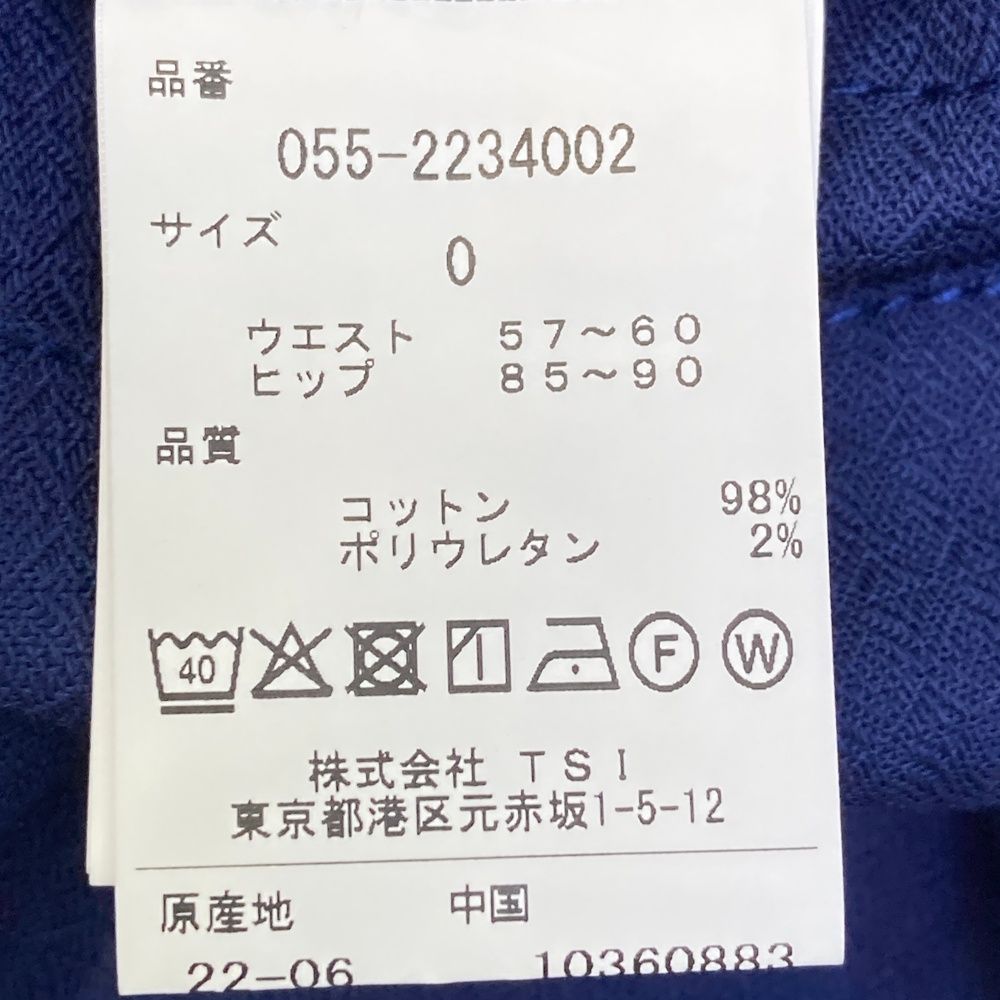 品番
055-2234002
サイズ
0
ウエスト 57～60
ヒップ 85～90
品質
コットン 98%
ポリウレタン 2%
40 F W
株式会社 TSI
東京都港区元赤坂1-5-12
原産地 中国
22-06 10360883